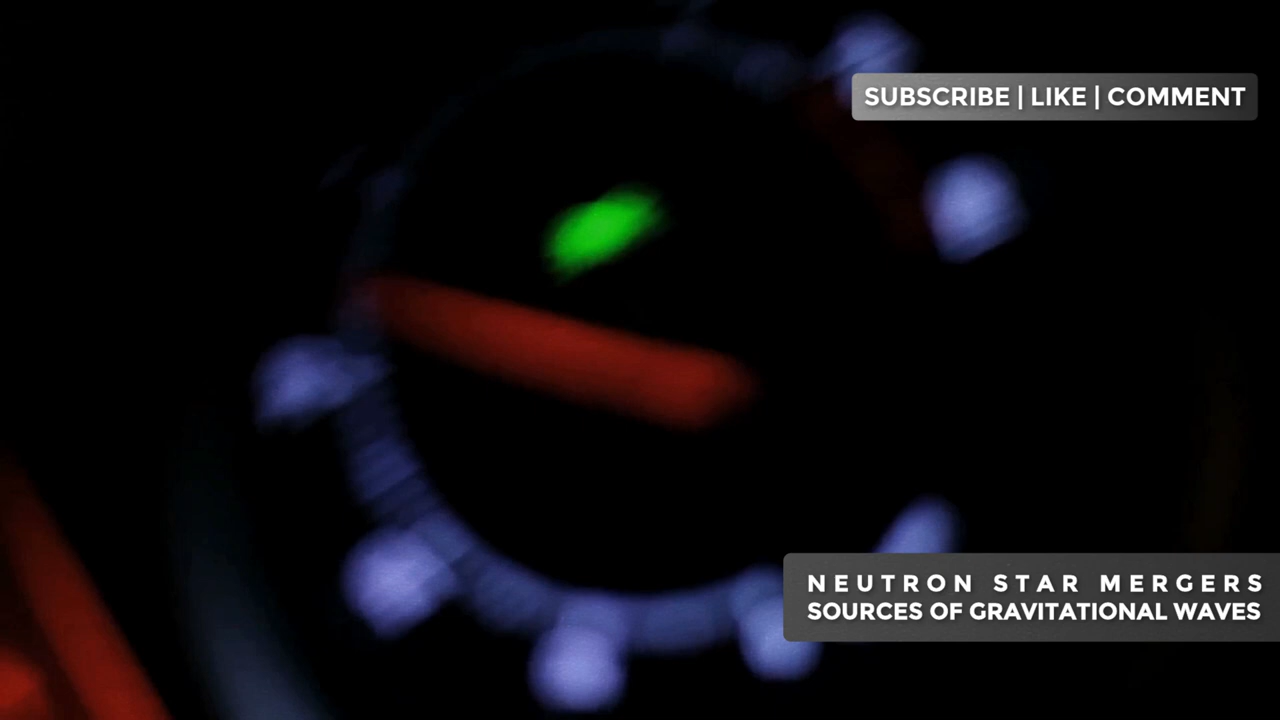 SUBSCRIBE | LIKE | COMMENT
NEUTRON STAR MERGERS
SOURCES OF GRAVITATIONAL WAVES